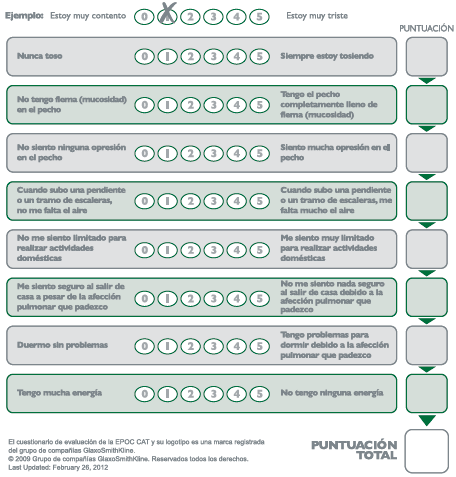 Ejemplo: Estoy muy contento 0 1 2 3 4 5 Estoy muy triste
PUNTUACIÓN
Nunca toso 0 1 2 3 4 5 Siempre estoy tosiendo
No tengo flema (mucosidad)
en el pecho
0 1 2 3 4 5
Tengo el pecho
completamente lleno de
flema (mucosidad)
No siento ninguna opresión
en el pecho
0 1 2 3 4 5
Siento mucha opresión en el
pecho
Cuando subo una pendiente
o un tramo de escaleras,
no me falta el aire
0 1 2 3 4 5
Cuando subo una pendiente
o un tramo de escaleras, me
falta mucho el aire
No me siento limitado para
realizar actividades
domésticas
0 1 2 3 4 5
Me siento muy limitado
para realizar actividades
domésticas
Me siento seguro al salir de
casa a pesar de la afección
pulmonar que padezco
0 1 2 3 4 5
No me siento nada seguro
al salir de casa debido a la
afección pulmonar que
padezco
Duermo sin problemas
0 1 2 3 4 5
Tengo problemas para
dormir debido a la afección
pulmonar que padezco
Tengo mucha energía 0 1 2 3 4 5 No tengo ninguna energía
El cuestionario de evaluación de la EPOC CAT y su logotipo es una marca registrada
del grupo de compañías GlaxoSmithKline.
© 2009 Grupo de compañías GlaxoSmithKline. Reservados todos los derechos.
Last Updated: February 26, 2012
PUNTUACIÓN
TOTAL